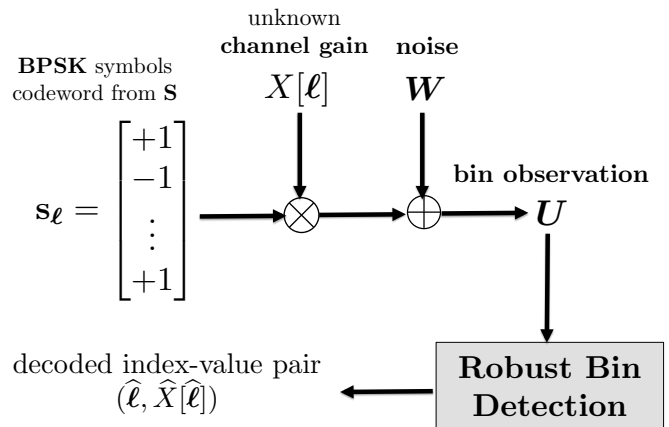 unknown
channel gain
noise
BPSK symbols
codeword from S
X[ℓ]
W
s_ℓ = [+1 −1 ⋮ +1]
bin observation
U
decoded index-value pair
(ℓ̂, X̂[ℓ̂])
Robust Bin
Detection